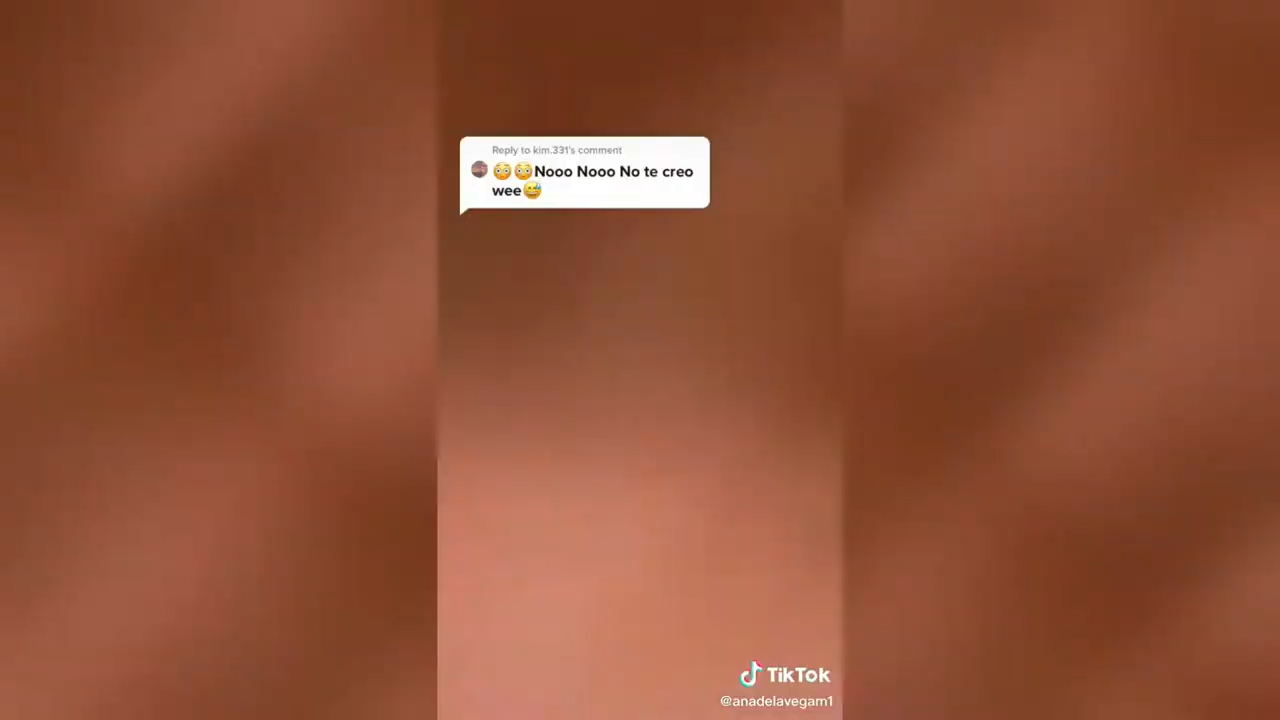 Reply to kim.331's comment
😳😳Nooo Nooo No te creo
wee😅
TikTok
@anadelavegam1